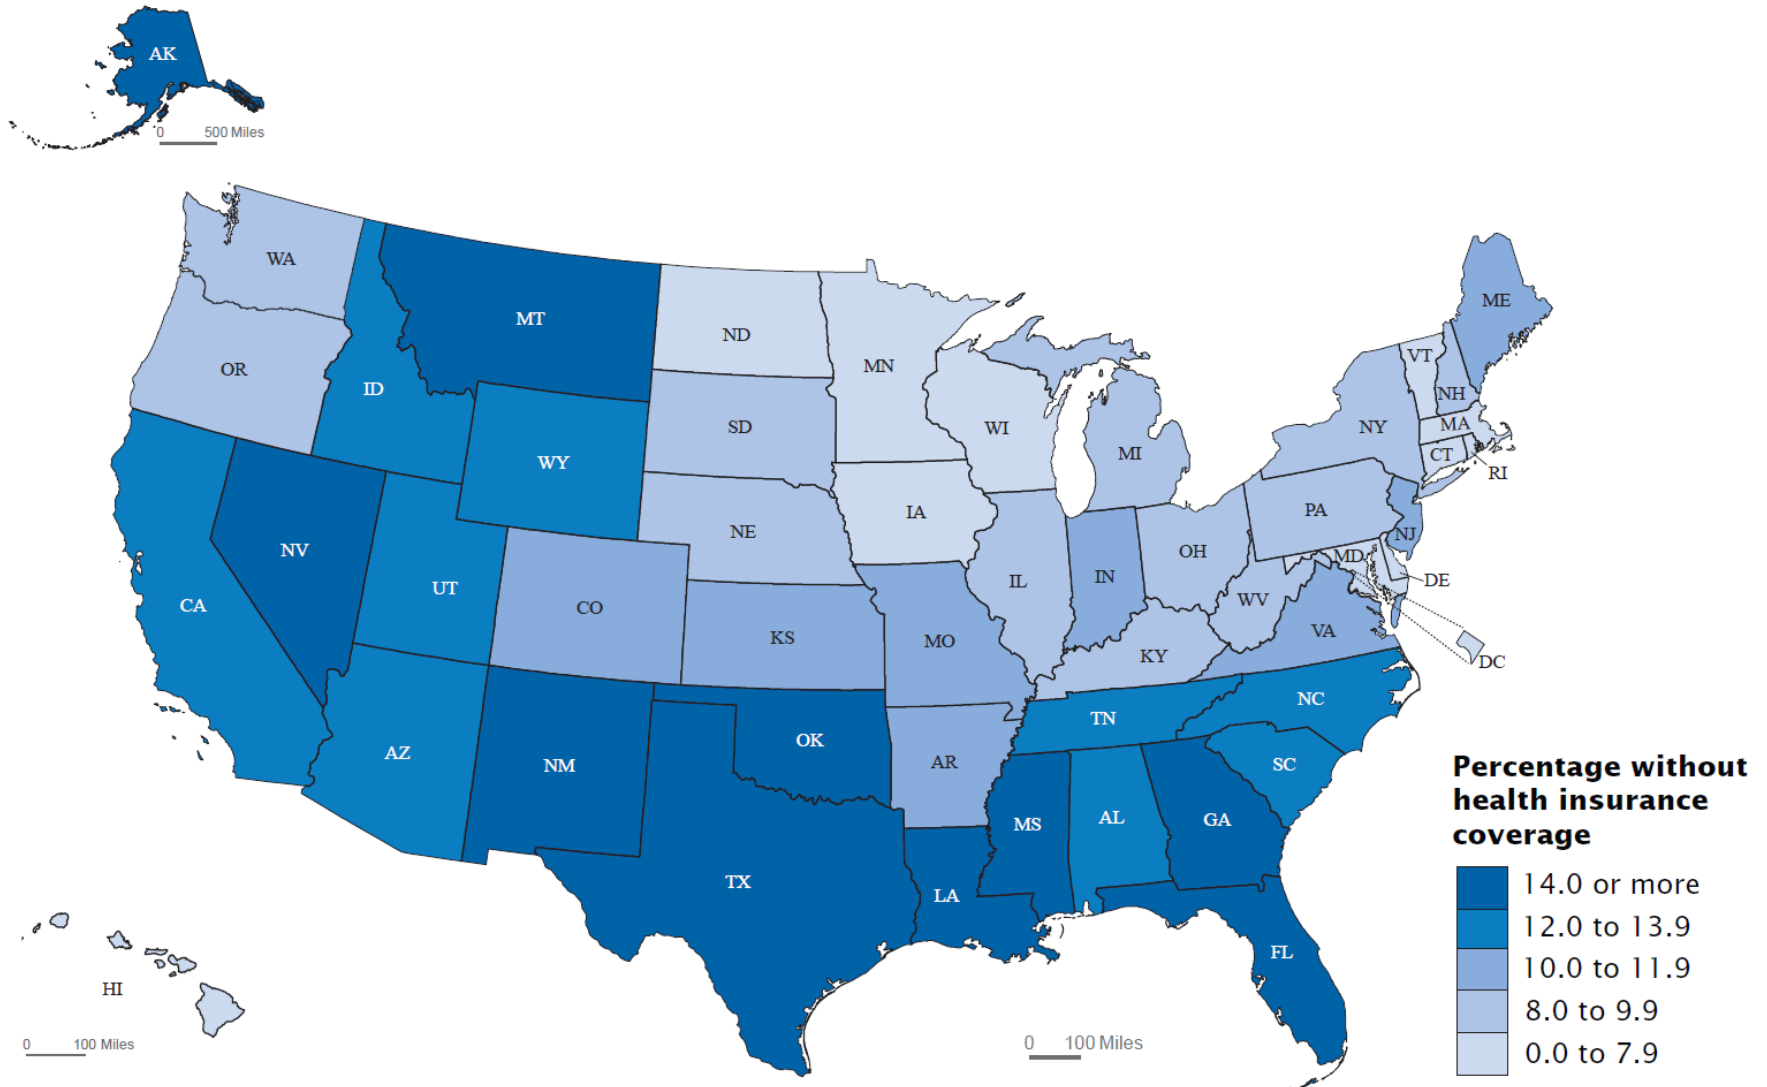 AK
0 500 Miles
WA
MT
ND
ME
OR
ID
MN
VT
NH
SD
WI
NY
MA
MI
CT
WY
RI
IA
PA
NE
NJ
NV
OH
MD
IN
DE
UT
IL
CA
CO
WV
KS
MO
VA
KY
DC
NC
TN
OK
AZ
NM
AR
SC
MS
AL
GA
TX
LA
FL
HI
0 100 Miles
0 100 Miles
Percentage without
health insurance
coverage
14.0 or more
12.0 to 13.9
10.0 to 11.9
8.0 to 9.9
0.0 to 7.9